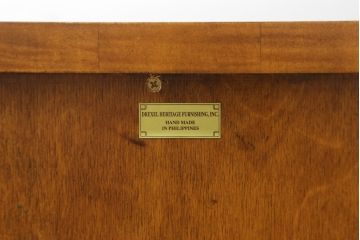 DREXEL HERITAGE FURNISHING, INC.
HAND MADE
IN PHILIPPINES